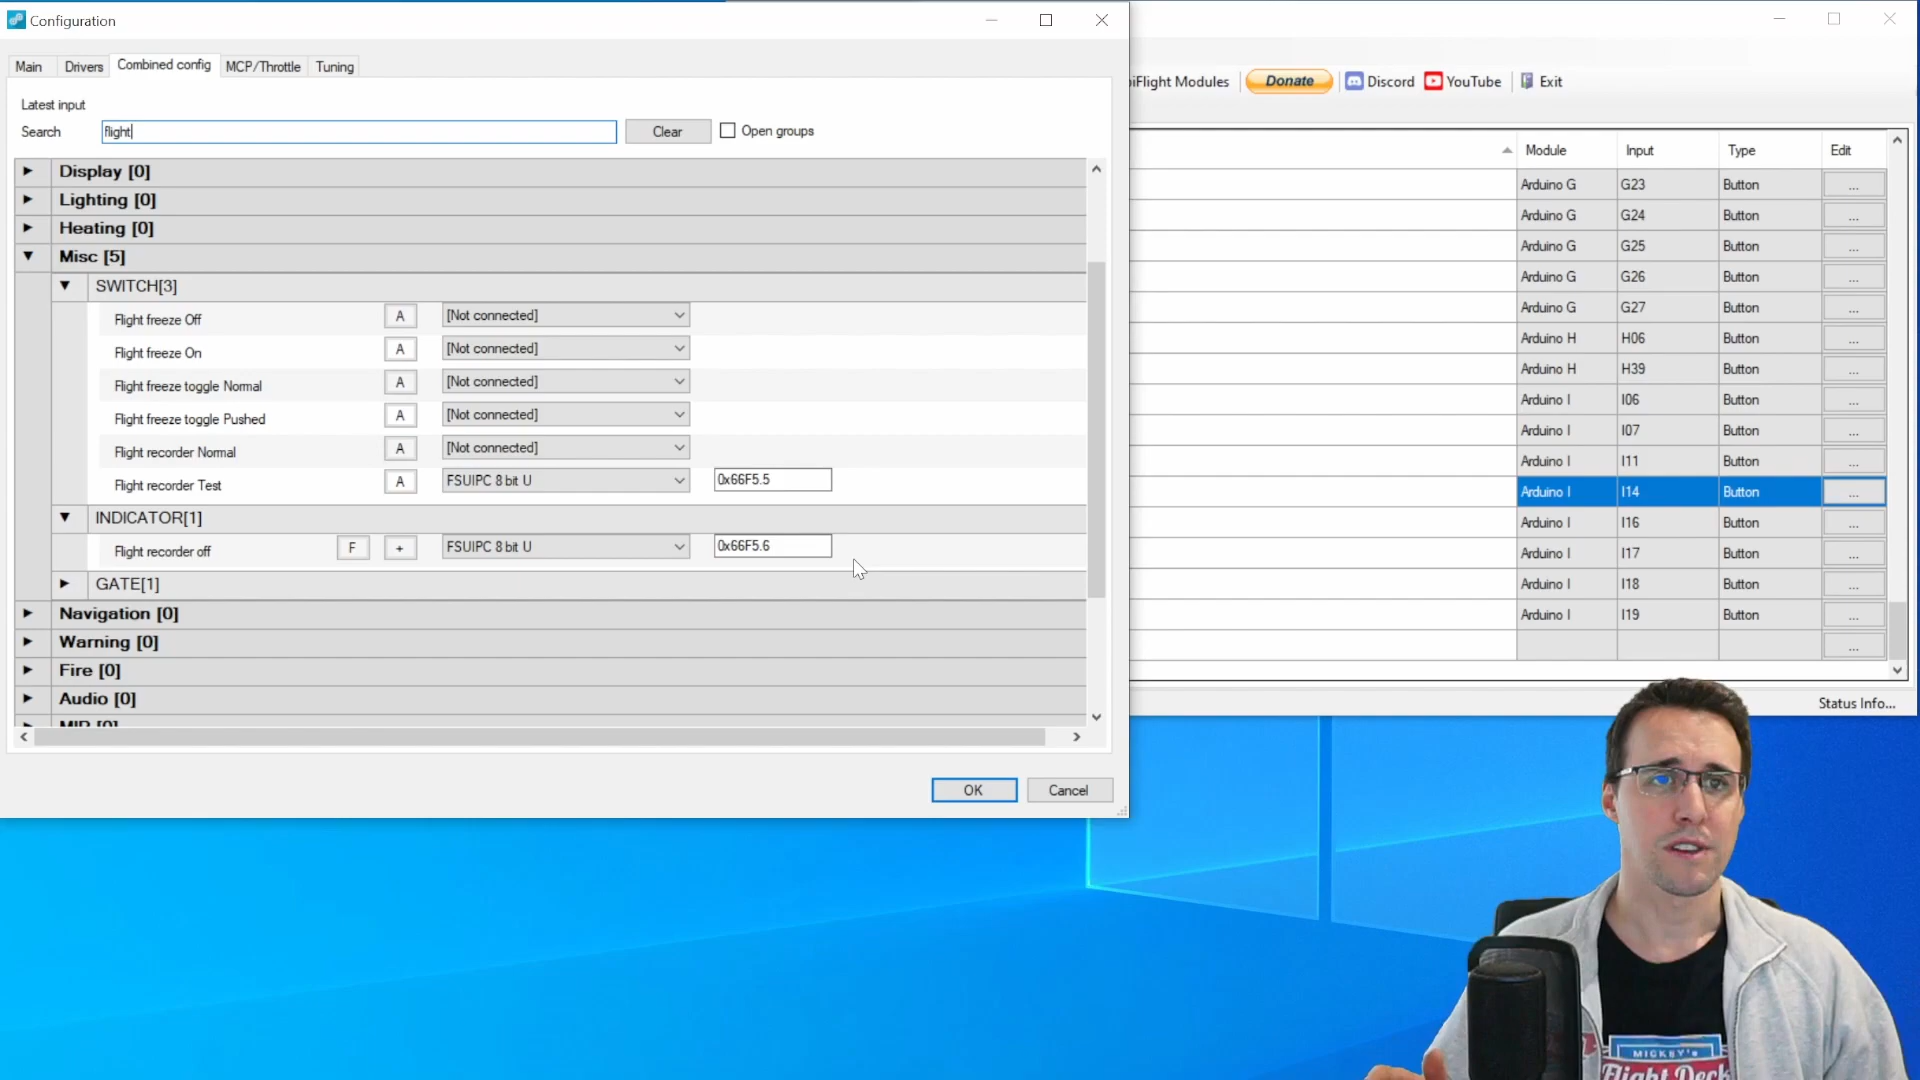 Configuration
Main
Drivers
Combined config
MCP/Throttle
Tuning
Latest input
Search
flight
Clear
Open groups
Display [0]
Lighting [0]
Heating [0]
Misc [5]
SWITCH[3]
Flight freeze Off
A
[Not connected]
Flight freeze On
A
[Not connected]
Flight freeze toggle Normal
A
[Not connected]
Flight freeze toggle Pushed
A
[Not connected]
Flight recorder Normal
A
[Not connected]
Flight recorder Test
A
FSUIPC 8 bit U
0x66F5.5
INDICATOR[1]
Flight recorder off
F
+
FSUIPC 8 bit U
0x66F5.6
GATE[1]
Navigation [0]
Warning [0]
Fire [0]
Audio [0]
MIP [0]
OK
Cancel
iFlight Modules
Donate
Discord
YouTube
Exit
Module Input Type Edit
Arduino G G23 Button ...
Arduino G G24 Button ...
Arduino G G25 Button ...
Arduino G G26 Button ...
Arduino G G27 Button ...
Arduino H H06 Button ...
Arduino H H39 Button ...
Arduino I I06 Button ...
Arduino I I07 Button ...
Arduino I I11 Button ...
Arduino I I14 Button ...
Arduino I I16 Button ...
Arduino I I17 Button ...
Arduino I I18 Button ...
Arduino I I19 Button ...
...
Status Info...
MICKEY's
Flight Deck